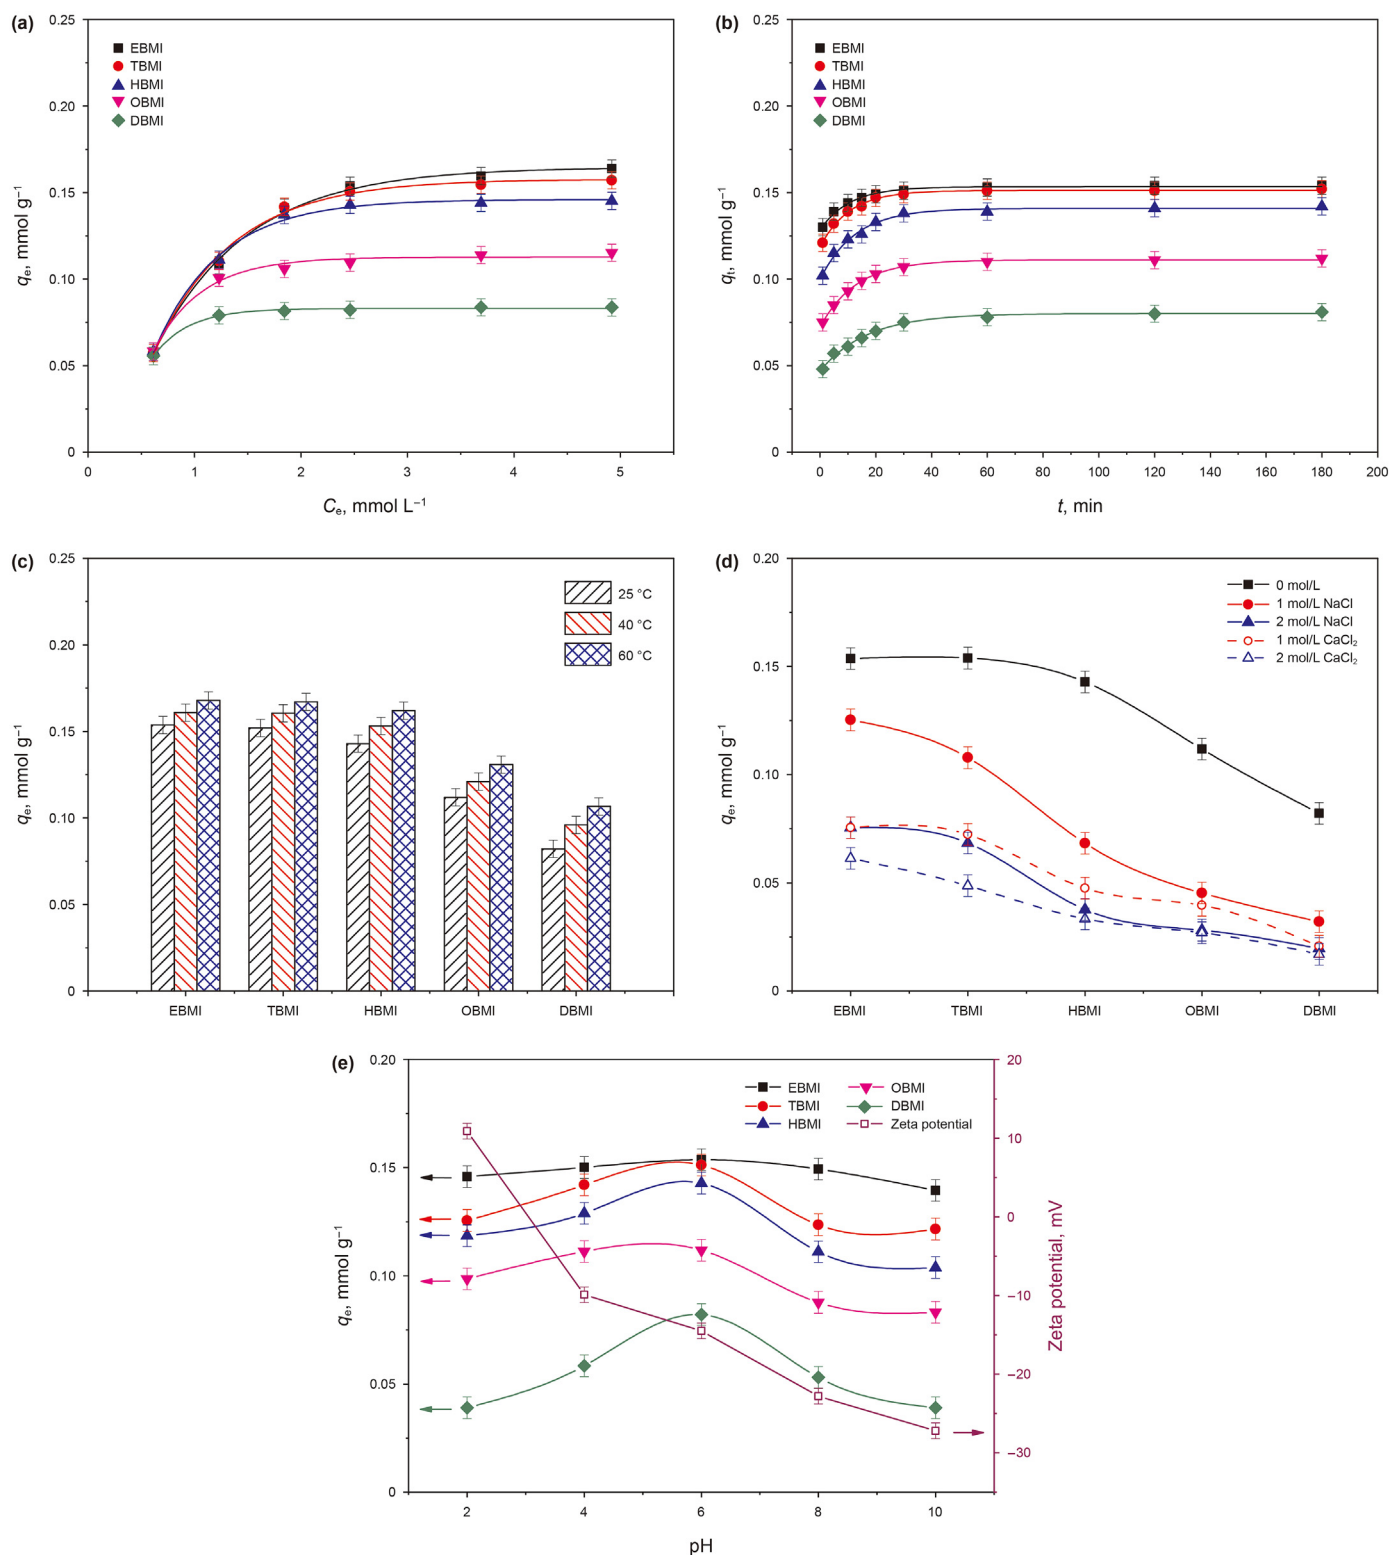 (a)
0.25
0.20
0.15
0.10
0.05
0
qe, mmol g⁻¹
EBMI
TBMI
HBMI
OBMI
DBMI
0 1 2 3 4 5
Ce, mmol L⁻¹
(b)
0.25
0.20
0.15
0.10
0.05
0
qt, mmol g⁻¹
EBMI
TBMI
HBMI
OBMI
DBMI
0 20 40 60 80 100 120 140 160 180 200
t, min
(c)
0.25
0.20
0.15
0.10
0.05
0
qe, mmol g⁻¹
25 °C
40 °C
60 °C
EBMI TBMI HBMI OBMI DBMI
(d)
0.20
0.15
0.10
0.05
0
qe, mmol g⁻¹
0 mol/L
1 mol/L NaCl
2 mol/L NaCl
1 mol/L CaCl₂
2 mol/L CaCl₂
EBMI TBMI HBMI OBMI DBMI
(e)
0.20
0.15
0.10
0.05
0
qe, mmol g⁻¹
EBMI OBMI
TBMI DBMI
HBMI Zeta potential
20
10
0
−10
−20
−30
Zeta potential, mV
2 4 6 8 10
pH